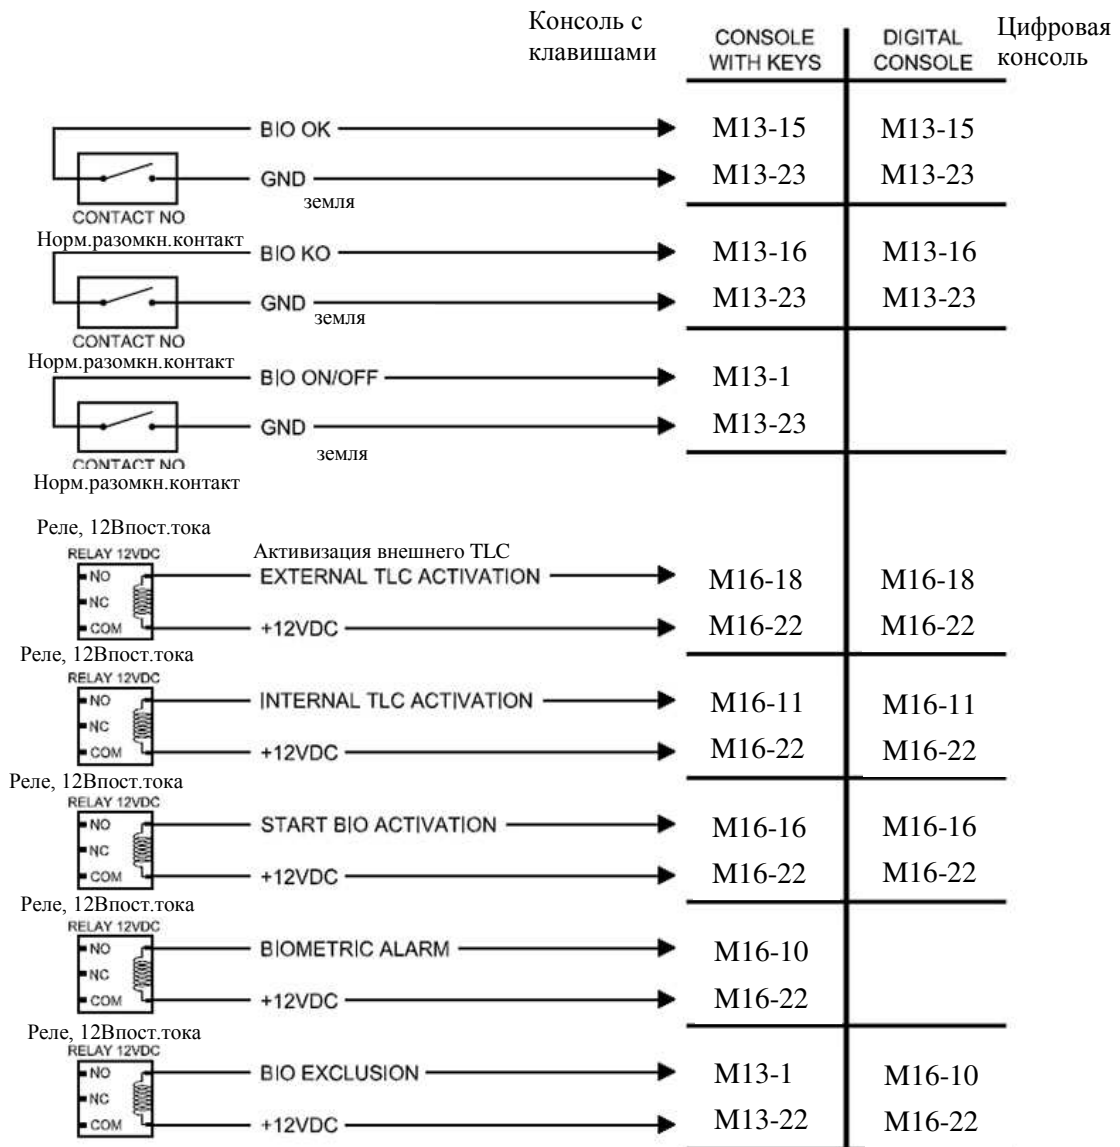 Консоль с
клавишами
CONSOLE
WITH KEYS
DIGITAL
CONSOLE
Цифровая
консоль
BIO OK M13-15 M13-15
GND M13-23 M13-23
земля
CONTACT NO
Норм.разомкн.контакт
BIO KO M13-16 M13-16
GND M13-23 M13-23
земля
CONTACT NO
Норм.разомкн.контакт
BIO ON/OFF M13-1
GND M13-23
земля
CONTACT NO
Норм.разомкн.контакт
Реле, 12Впост.тока
RELAY 12VDC
Активизация внешнего TLC
NO EXTERNAL TLC ACTIVATION M16-18 M16-18
NC
COM +12VDC M16-22 M16-22
Реле, 12Впост.тока
RELAY 12VDC
NO INTERNAL TLC ACTIVATION M16-11 M16-11
NC
COM +12VDC M16-22 M16-22
Реле, 12Впост.тока
RELAY 12VDC
NO START BIO ACTIVATION M16-16 M16-16
NC
COM +12VDC M16-22 M16-22
Реле, 12Впост.тока
RELAY 12VDC
NO BIOMETRIC ALARM M16-10
NC
COM +12VDC M16-22
Реле, 12Впост.тока
RELAY 12VDC
NO BIO EXCLUSION M13-1 M16-10
NC
COM +12VDC M13-22 M16-22